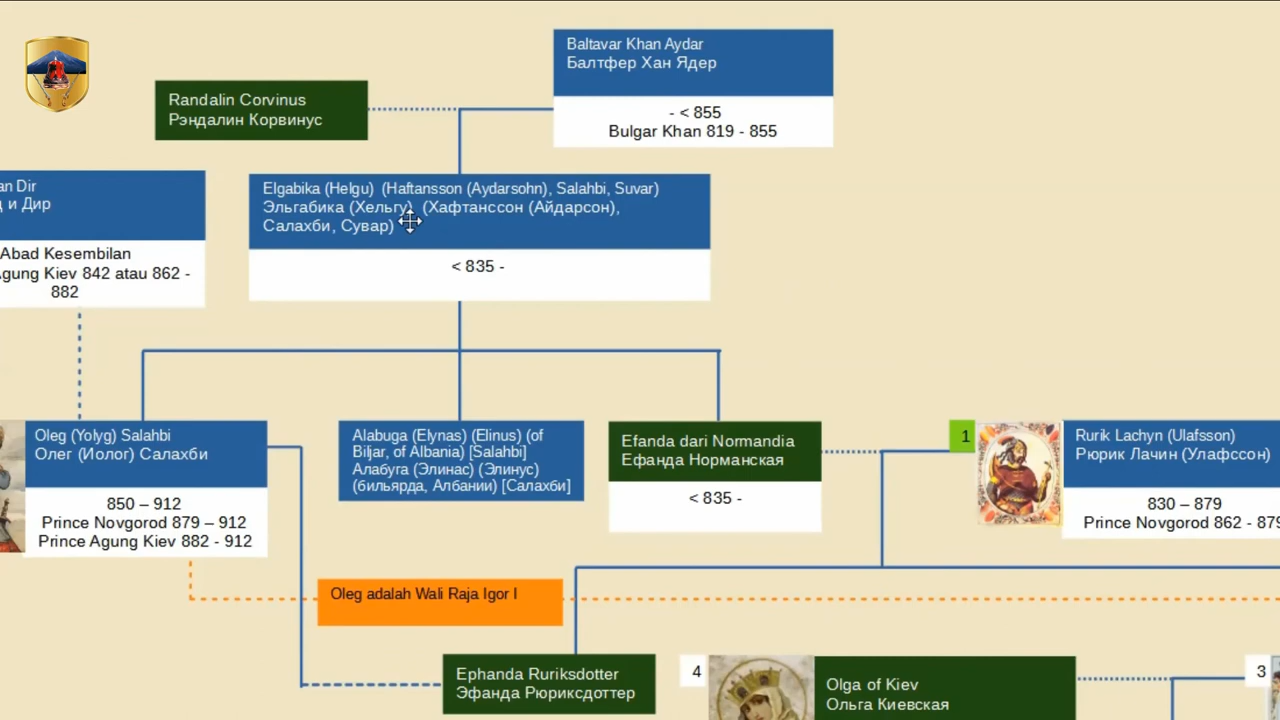 Baltavar Khan Aydar
Балтфер Хан Ядер
- < 855
Bulgar Khan 819 - 855
Randalin Corvinus
Рэндалин Корвинус
an Dir
и Дир
Abad Kesembilan
Agung Kiev 842 atau 862 -
882
Elgabika (Helgu) (Haftansson (Aydarsohn), Salahbi, Suvar)
Эльгабика (Хельгу) (Хафтанссон (Айдарсон),
Салахби, Сувар)
< 835 -
Oleg (Yolyg) Salahbi
Олег (Иолог) Салахби
850 – 912
Prince Novgorod 879 – 912
Prince Agung Kiev 882 - 912
Alabuga (Elynas) (Elinus) (of
Biljar, of Albania) [Salahbi]
Алабуга (Элинас) (Элинус)
(бильярда, Албании) [Салахби]
Efanda dari Normandia
Ефанда Норманская
< 835 -
1
Rurik Lachyn (Ulafsson)
Рюрик Лачин (Улафссон)
830 – 879
Prince Novgorod 862 - 879
Oleg adalah Wali Raja Igor I
Ephanda Ruriksdotter
Эфанда Рюриксдоттер
4
Olga of Kiev
Ольга Киевская
3